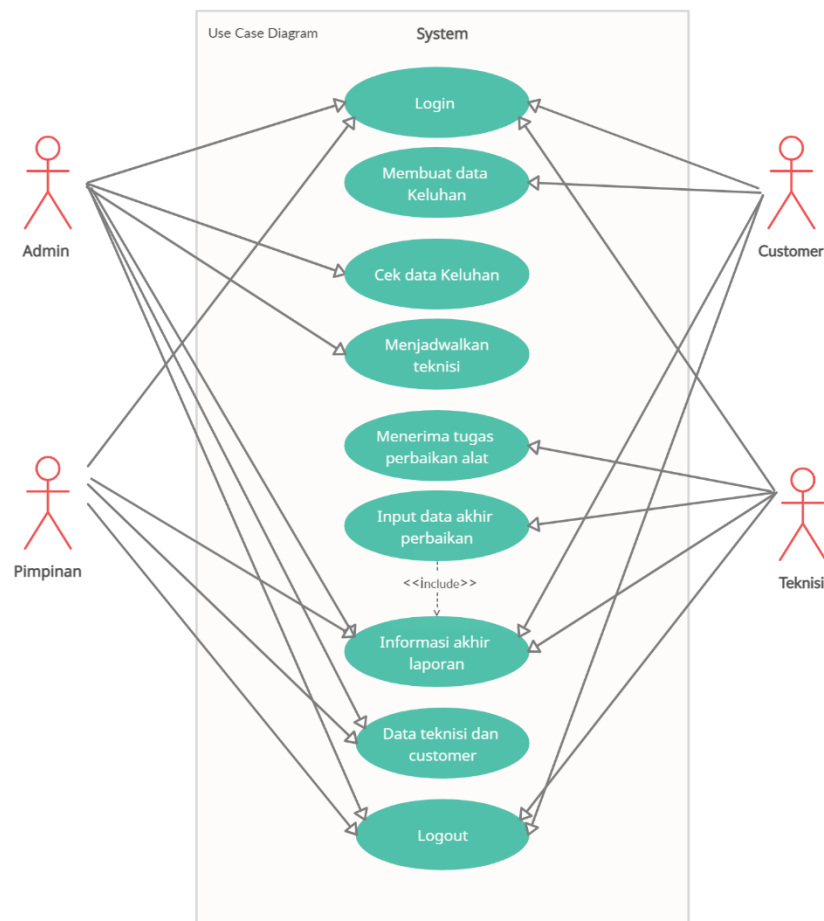 Use Case Diagram
System
Login
Membuat data
Keluhan
Admin
Customer
Cek data Keluhan
Menjadwalkan
teknisi
Menerima tugas
perbaikan alat
Input data akhir
perbaikan
Pimpinan
Teknisi
<<include>>
Informasi akhir
laporan
Data teknisi dan
customer
Logout